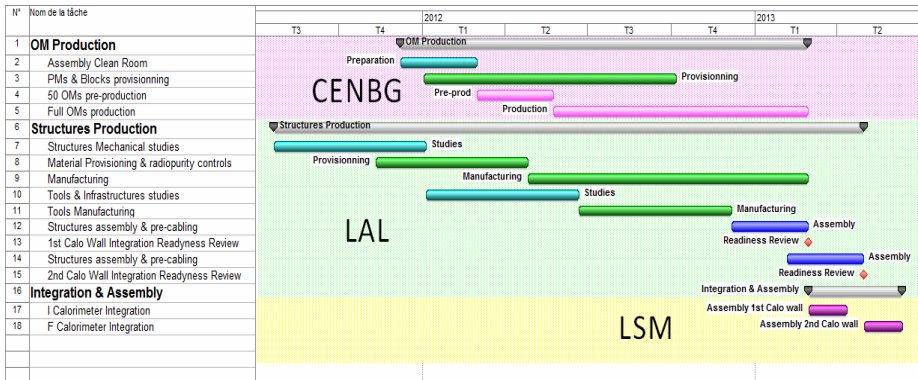 N° Nom de la tâche 2012 2013
T3 T4 T1 T2 T3 T4 T1 T2
1 OM Production OM Production
2 Assembly Clean Room Preparation
3 PMs & Blocks provisionning Provisionning
CENBG
4 50 OMs pre-production Pre-prod
5 Full OMs production Production
6 Structures Production Structures Production
7 Structures Mechanical studies Studies
8 Material Provisioning & radiopurity controls Provisionning
9 Manufacturing Manufacturing
10 Tools & Infrastructures studies Studies
11 Tools Manufacturing Manufacturing
LAL
12 Structures assembly & pre-cabling Assembly
13 1st Calo Wall Integration Readyness Review Readiness Review
14 Structures assembly & pre-cabling Assembly
15 2nd Calo Wall Integration Readyness Review Readiness Review
16 Integration & Assembly Integration & Assembly
17 I Calorimeter Integration Assembly 1st Calo wall
18 F Calorimeter Integration Assembly 2nd Calo wall
LSM